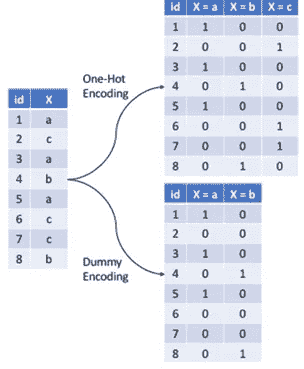 id X = a X = b X = c
1 1 0 0
2 0 0 1
3 1 0 0
4 0 1 0
5 1 0 0
6 0 0 1
7 0 0 1
8 0 1 0
One-Hot
Encoding
id X
1 a
2 c
3 a
4 b
5 a
6 c
7 c
8 b
Dummy
Encoding
id X = a X = b
1 1 0
2 0 0
3 1 0
4 0 1
5 1 0
6 0 0
7 0 0
8 0 1